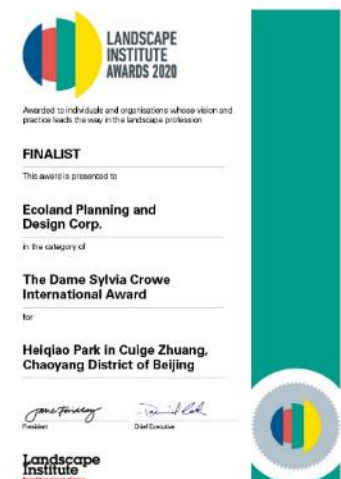 LANDSCAPE
INSTITUTE
AWARDS 2020
Awarded to individuals and organisations whose vision and
practice leads the way in the landscape profession
FINALIST
This award is presented to
Ecoland Planning and
Design Corp.
in the category of
The Dame Sylvia Crowe
International Award
for
Heiqiao Park in Cuige Zhuang,
Chaoyang District of Beijing
President
Chief Executive
Landscape
Institute